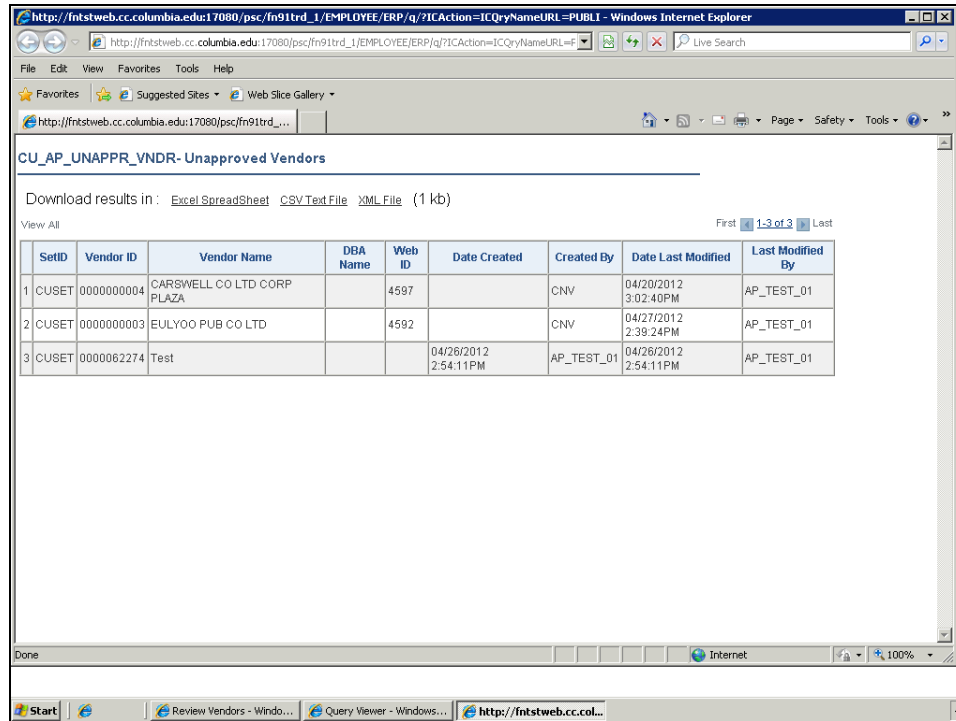 http://fntstweb.cc.columbia.edu:17080/psc/fn91trd_1/EMPLOYEE/ERP/q/?ICAction=ICQryNameURL=PUBLI - Windows Internet Explorer
http://fntstweb.cc.columbia.edu:17080/psc/fn91trd_1/EMPLOYEE/ERP/q/?ICAction=ICQryNameURL=F
Live Search
File Edit View Favorites Tools Help
Favorites Suggested Sites Web Slice Gallery
http://fntstweb.cc.columbia.edu:17080/psc/fn91trd_... Page Safety Tools »
CU_AP_UNAPPR_VNDR- Unapproved Vendors
Download results in : Excel SpreadSheet CSV Text File XML File (1 kb)
View All First 1-3 of 3 Last
SetID Vendor ID Vendor Name DBA Name Web ID Date Created Created By Date Last Modified Last Modified By
1 CUSET 0000000004 CARSWELL CO LTD CORP PLAZA 4597 CNV 04/20/2012 3:02:40PM AP_TEST_01
2 CUSET 0000000003 EULYOO PUB CO LTD 4592 CNV 04/27/2012 2:39:24PM AP_TEST_01
3 CUSET 0000062274 Test 04/26/2012 2:54:11PM AP_TEST_01 04/26/2012 2:54:11PM AP_TEST_01
Done Internet 100%
Start Review Vendors - Windo... Query Viewer - Windows... http://fntstweb.cc.col...